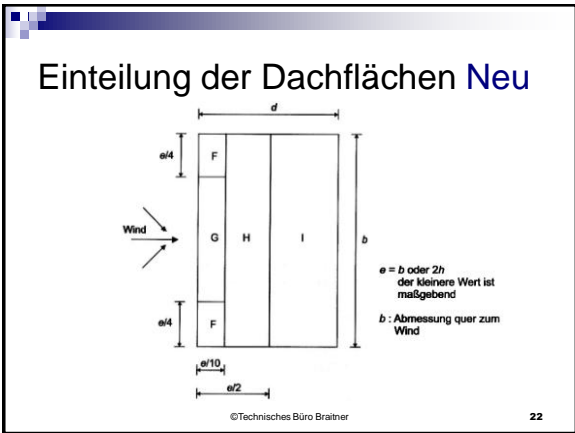 Einteilung der Dachflächen Neu
d
e/4
F
Wind
G H I
b
e = b oder 2h
der kleinere Wert ist
maßgebend
e/4
F
b : Abmessung quer zum
Wind
e/10
e/2
©Technisches Büro Braitner
22